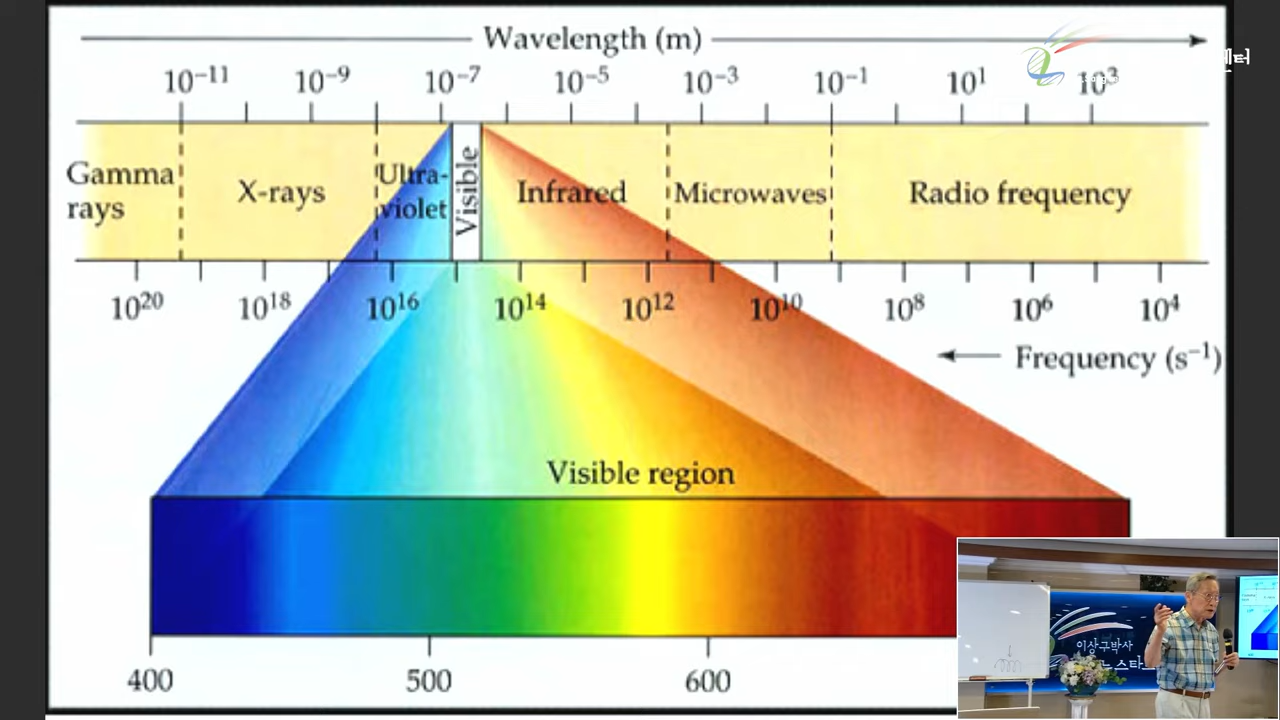 Wavelength (m)
10⁻¹¹ 10⁻⁹ 10⁻⁷ 10⁻⁵ 10⁻³ 10⁻¹ 10¹ 10³
Gamma rays
X-rays
Ultra-
violet
Visible
Infrared
Microwaves
Radio frequency
10²⁰ 10¹⁸ 10¹⁶ 10¹⁴ 10¹² 10¹⁰ 10⁸ 10⁶ 10⁴
Frequency (s⁻¹)
Visible region
400 500 600
이상구박사
스타